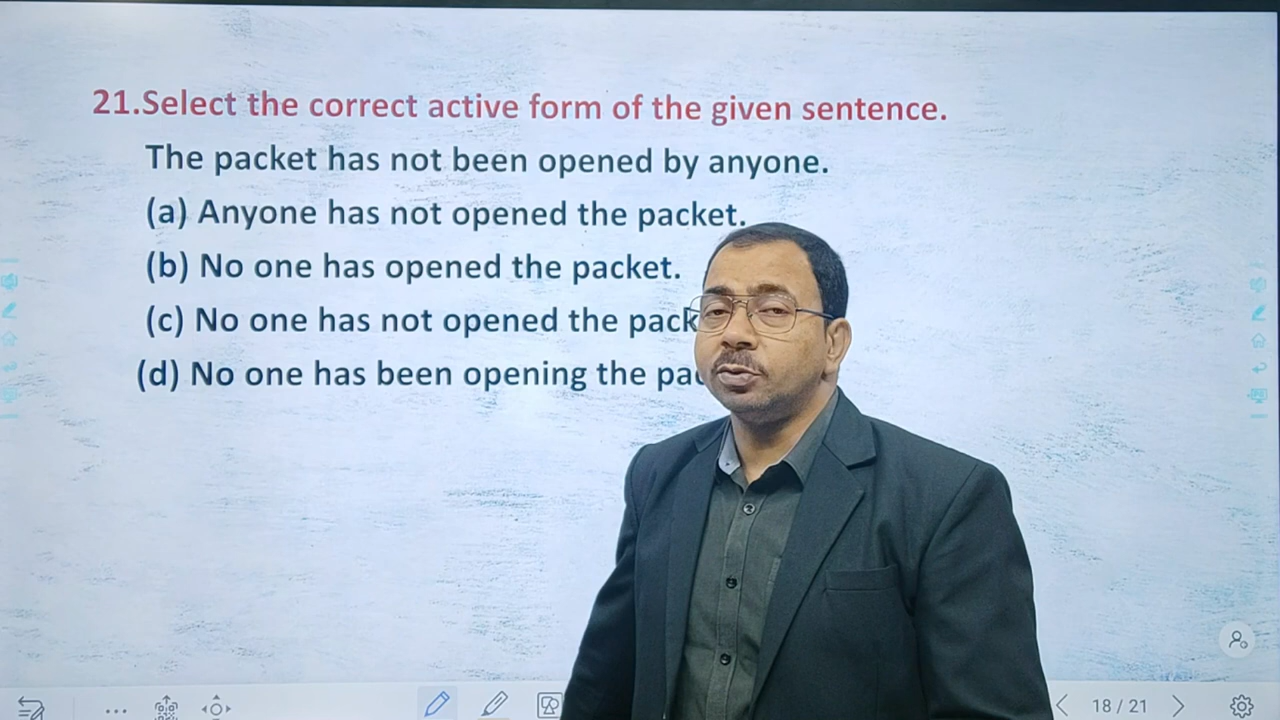 21.Select the correct active form of the given sentence.
The packet has not been opened by anyone.
(a) Anyone has not opened the packet.
(b) No one has opened the packet.
(c) No one has not opened the
(d) No one has been opening the
18 / 21